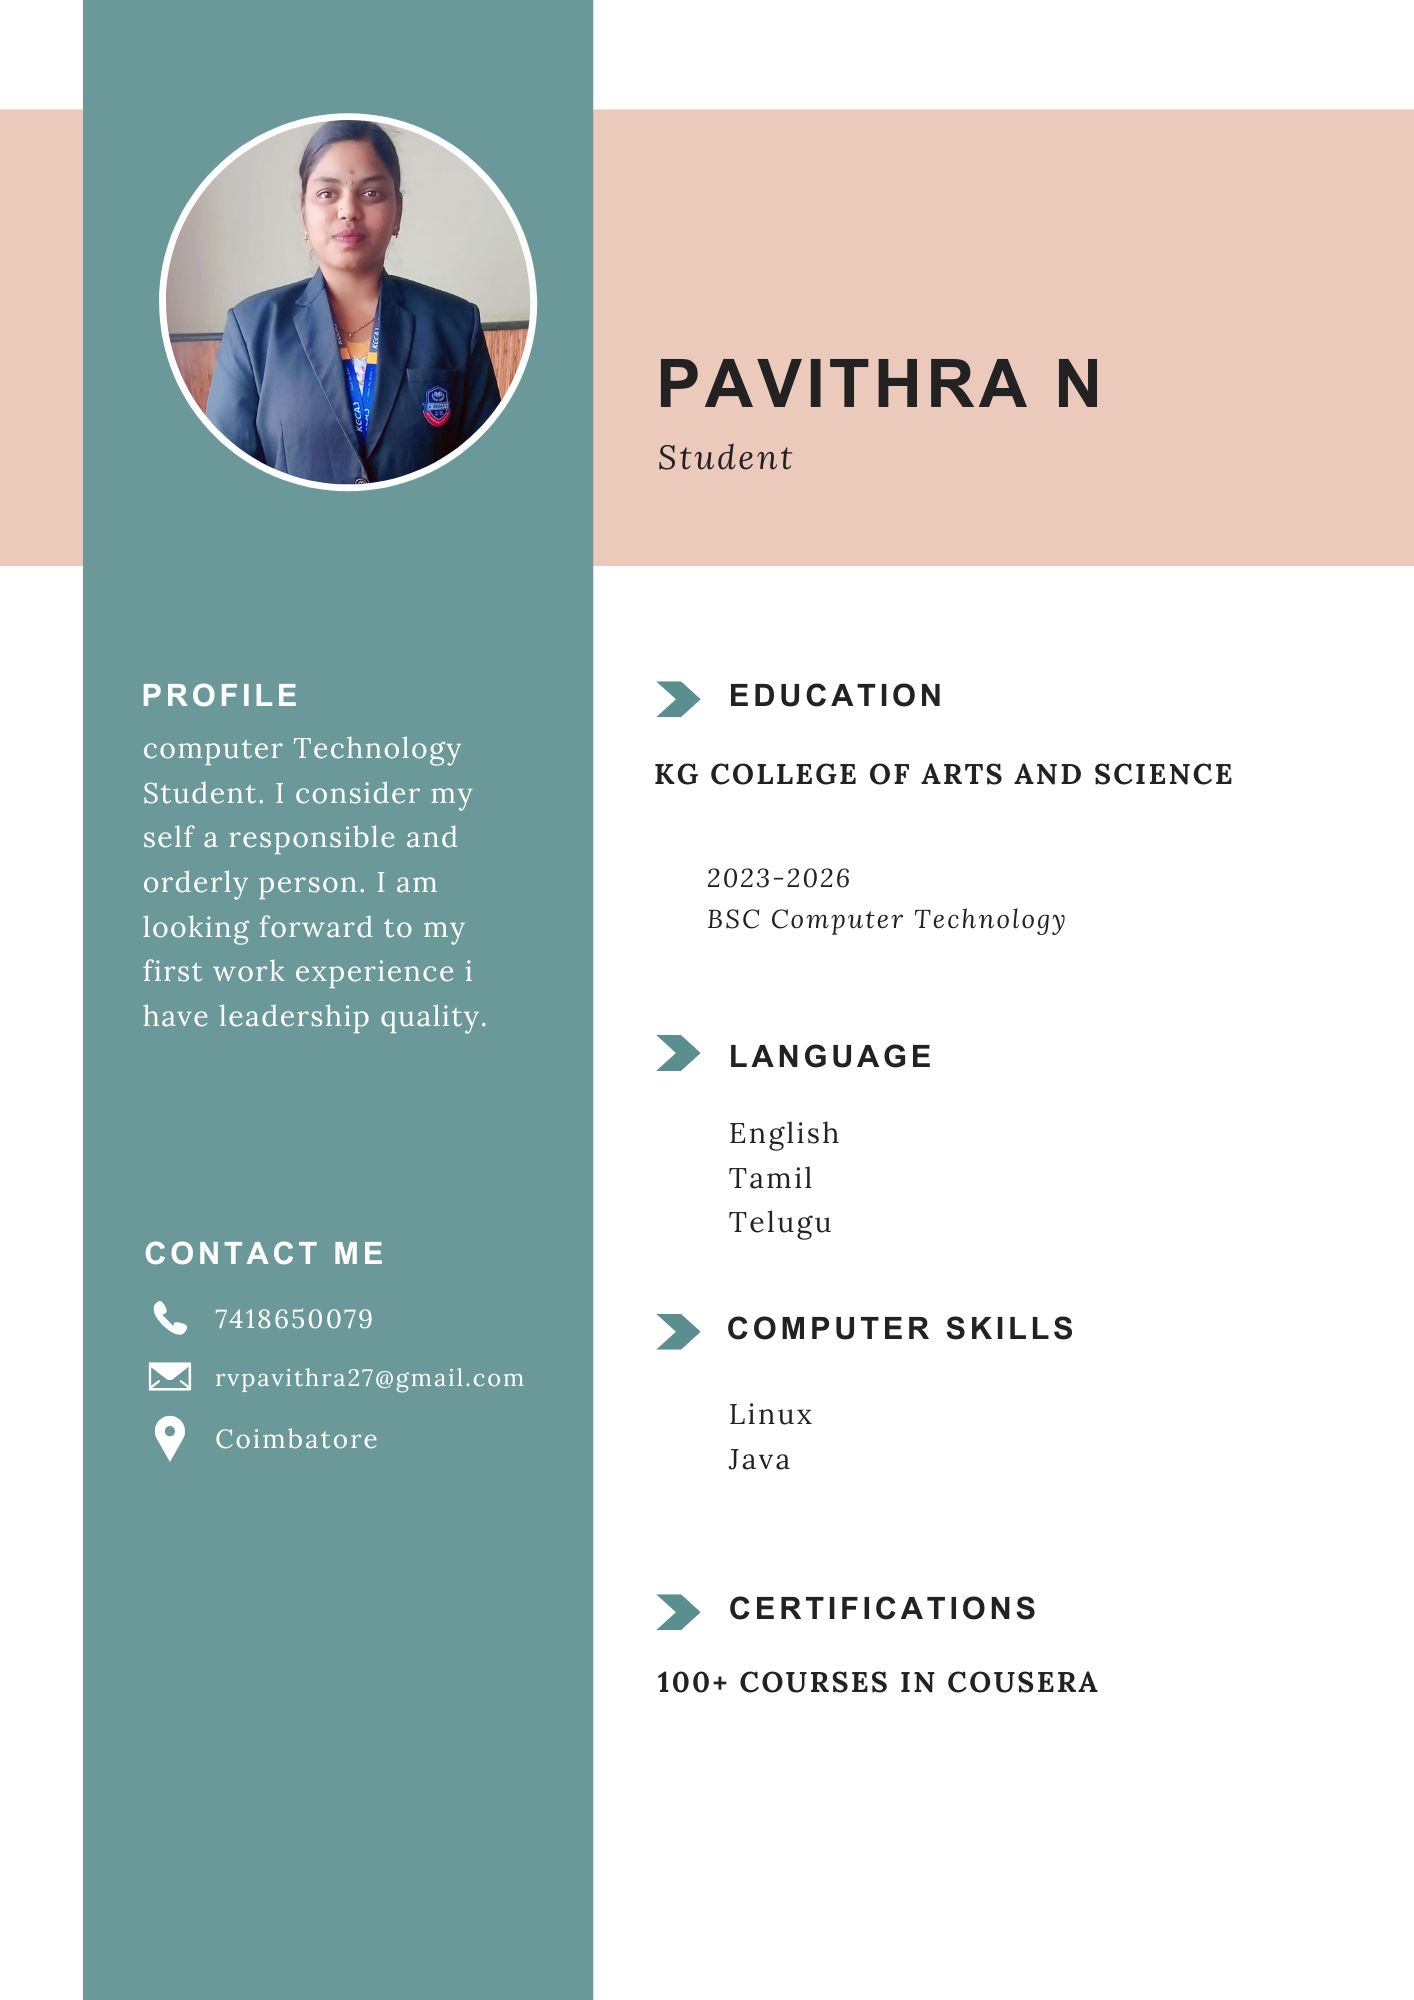 PAVITHRA N
Student
PROFILE
computer Technology
Student. I consider my
self a responsible and
orderly person. I am
looking forward to my
first work experience i
have leadership quality.
CONTACT ME
7418650079
rvpavithra27@gmail.com
Coimbatore
EDUCATION
KG COLLEGE OF ARTS AND SCIENCE
2023-2026
BSC Computer Technology
LANGUAGE
English
Tamil
Telugu
COMPUTER SKILLS
Linux
Java
CERTIFICATIONS
100+ COURSES IN COUSERA